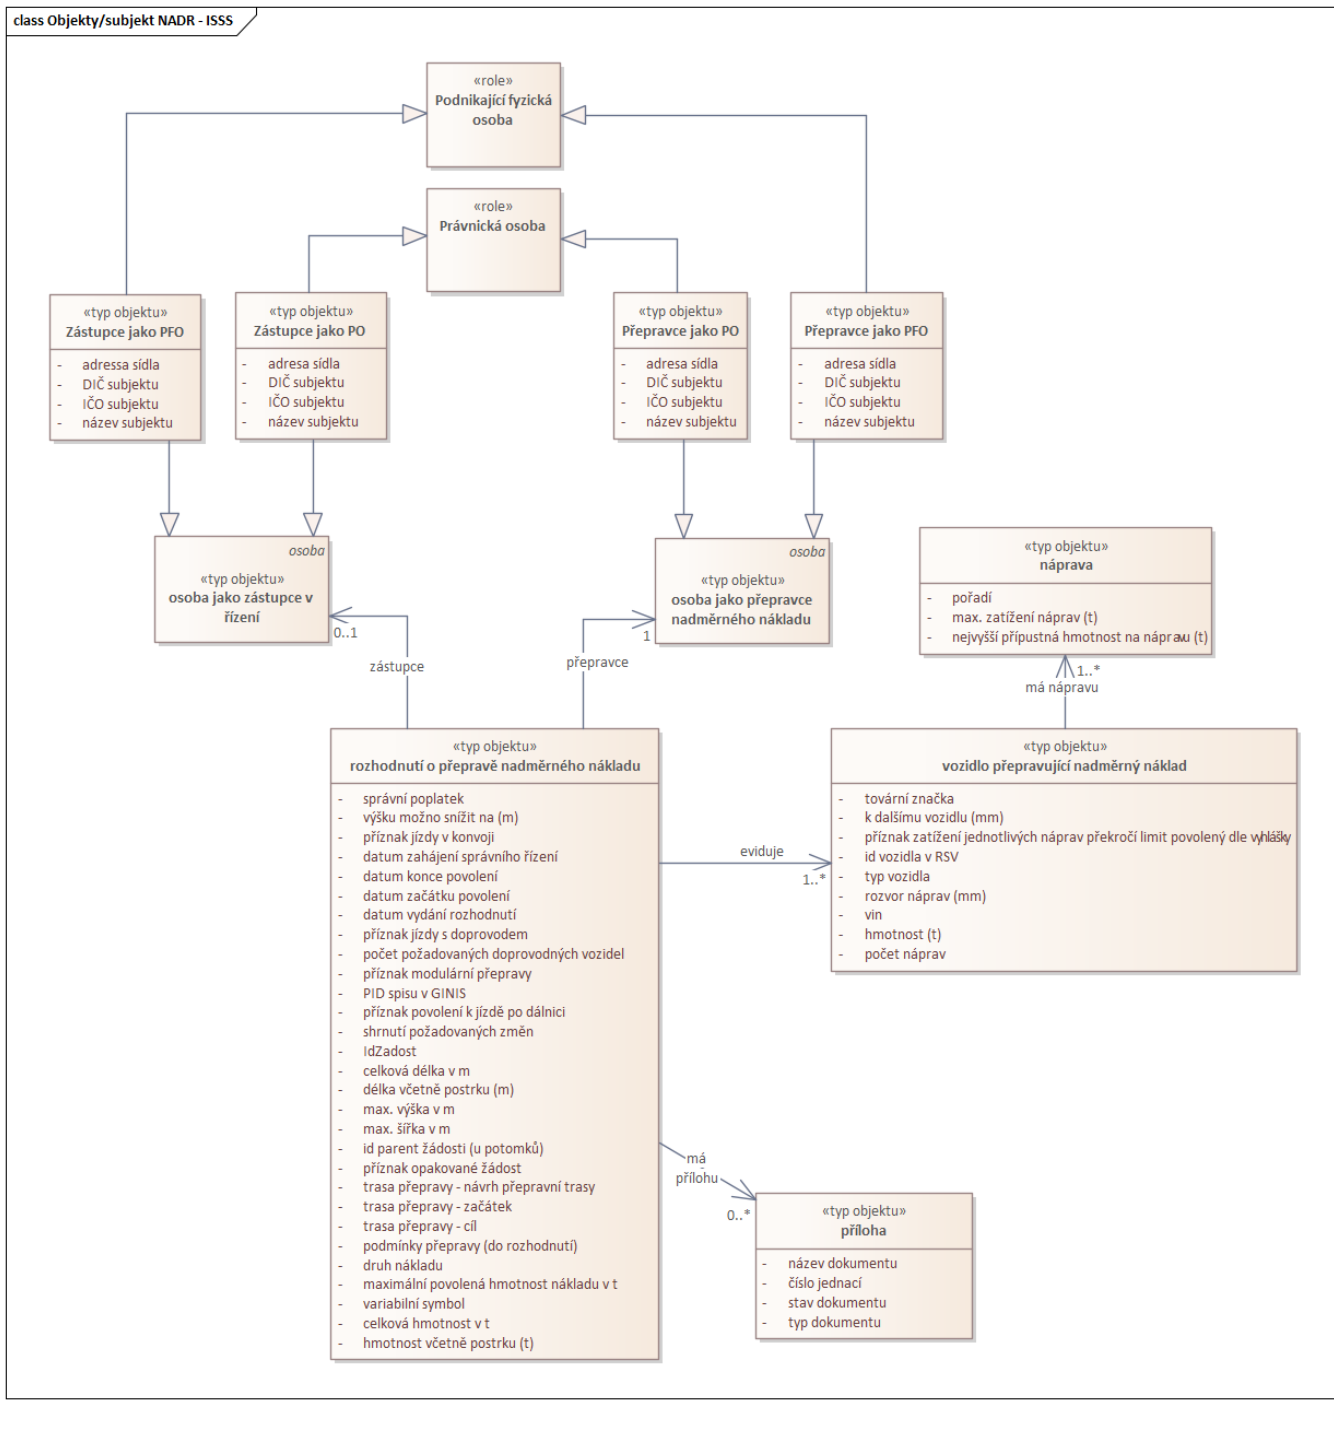 class Objekty/subjekt NADR - ISSS
«role»
Podnikající fyzická
osoba
«role»
Právnická osoba
«typ objektu»
Zástupce jako PFO
- adressa sídla
- DIČ subjektu
- IČO subjektu
- název subjektu
«typ objektu»
Zástupce jako PO
- adresa sídla
- DIČ subjektu
- IČO subjektu
- název subjektu
«typ objektu»
Přepravce jako PO
- adresa sídla
- DIČ subjektu
- IČO subjektu
- název subjektu
«typ objektu»
Přepravce jako PFO
- adresa sídla
- DIČ subjektu
- IČO subjektu
- název subjektu
osoba
«typ objektu»
osoba jako zástupce v
řízení
osoba
«typ objektu»
osoba jako přepravce
nadměrného nákladu
«typ objektu»
náprava
- pořadí
- max. zatížení náprav (t)
- nejvyšší přípustná hmotnost na nápravu (t)
0..1
zástupce
1
přepravce
1..*
má nápravu
«typ objektu»
rozhodnutí o přepravě nadměrného nákladu
- správní poplatek
- výšku možno snížit na (m)
- příznak jízdy v konvoji
- datum zahájení správního řízení
- datum konce povolení
- datum začátku povolení
- datum vydání rozhodnutí
- příznak jízdy s doprovodem
- počet požadovaných doprovodných vozidel
- příznak modulární přepravy
- PID spisu v GINIS
- příznak povolení k jízdě po dálnici
- shrnutí požadovaných změn
- IdZadost
- celková délka v m
- délka včetně postrku (m)
- max. výška v m
- max. šířka v m
- id parent žádosti (u potomků)
- příznak opakované žádost
- trasa přepravy - návrh přepravní trasy
- trasa přepravy - začátek
- trasa přepravy - cíl
- podmínky přepravy (do rozhodnutí)
- druh nákladu
- maximální povolená hmotnost nákladu v t
- variabilní symbol
- celková hmotnost v t
- hmotnost včetně postrku (t)
eviduje
1..*
«typ objektu»
vozidlo přepravující nadměrný náklad
- tovární značka
- k dalšímu vozidlu (mm)
- příznak zatížení jednotlivých náprav překročí limit povolený dle vyhlášky
- id vozidla v RSV
- typ vozidla
- rozvor náprav (mm)
- vin
- hmotnost (t)
- počet náprav
má
přílohu
0..*
«typ objektu»
příloha
- název dokumentu
- číslo jednací
- stav dokumentu
- typ dokumentu